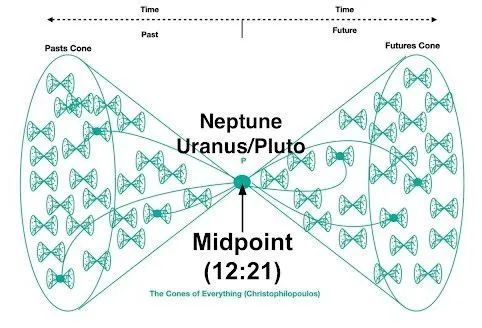 Time
Time
Past
Future
Pasts Cone
Futures Cone
Neptune
Uranus/Pluto
P
Midpoint
(12:21)
The Cones of Everything (Christophilopoulos)